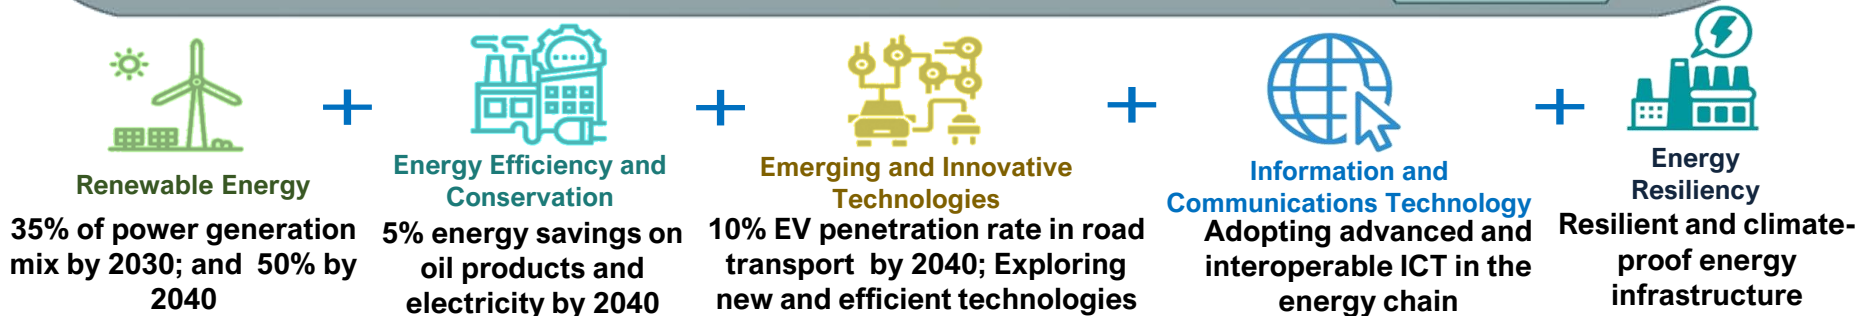 Renewable Energy
35% of power generation
mix by 2030; and 50% by
2040
Energy Efficiency and
Conservation
5% energy savings on
oil products and
electricity by 2040
Emerging and Innovative
Technologies
10% EV penetration rate in road
transport by 2040; Exploring
new and efficient technologies
Information and
Communications Technology
Adopting advanced and
interoperable ICT in the
energy chain
Energy
Resiliency
Resilient and climate-
proof energy
infrastructure